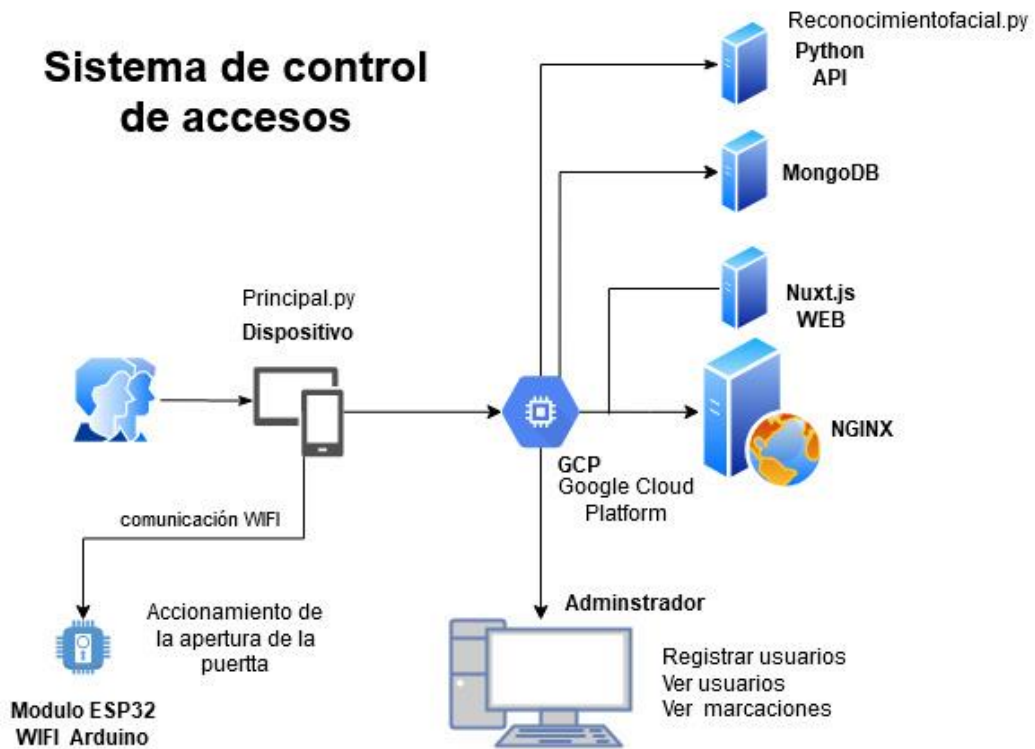 Sistema de control
de accesos
Reconocimientofacial.py
Python
API
MongoDB
Nuxt.js
WEB
NGINX
Principal.py
Dispositivo
GCP
Google Cloud
Platform
comunicación WIFI
Accionamiento de
la apertura de la
puertta
Modulo ESP32
WIFI Arduino
Adminstrador
Registrar usuarios
Ver usuarios
Ver marcaciones